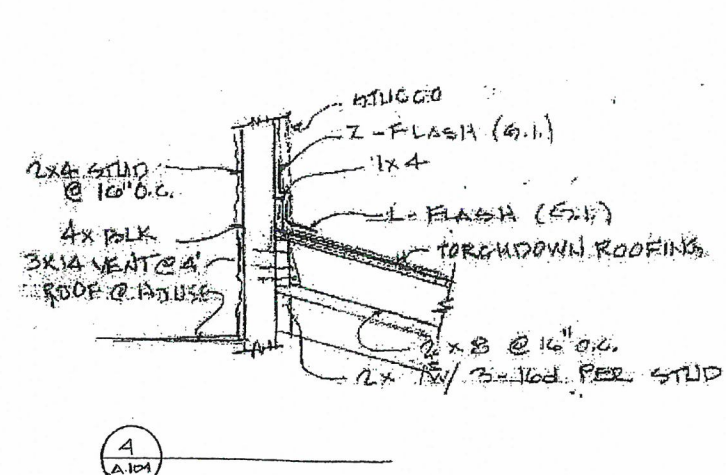 STUCCO
Z-FLASH (G.I.)
1x4
2x4 STUD
@ 16" O.C.
L-FLASH (G.I.)
4x BLK
TORCHDOWN ROOFING
3X14 VENT @ 4'
ROOF @ HOUSE
2 x 8 @ 16" O.C.
2x W/ 3-16d PER STUD
4
A.104